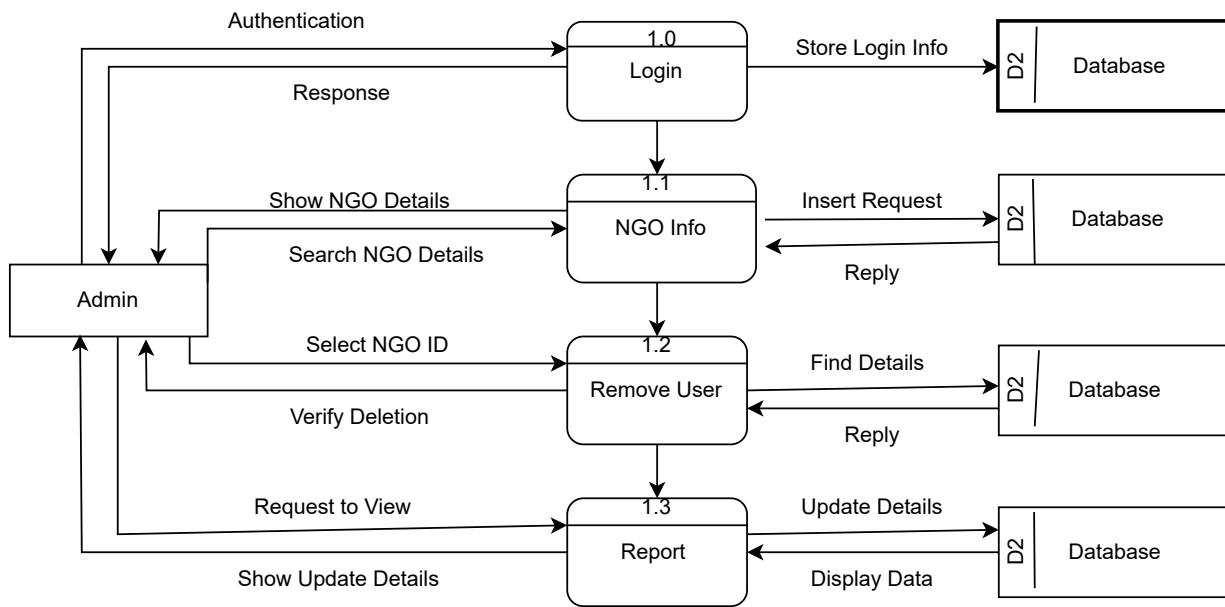 Authentication
1.0
Login
Store Login Info
D2
Database
Response
1.1
Show NGO Details
NGO Info
Insert Request
D2
Database
Search NGO Details
Reply
Admin
1.2
Select NGO ID
Remove User
Find Details
D2
Database
Verify Deletion
Reply
1.3
Request to View
Report
Update Details
D2
Database
Show Update Details
Display Data